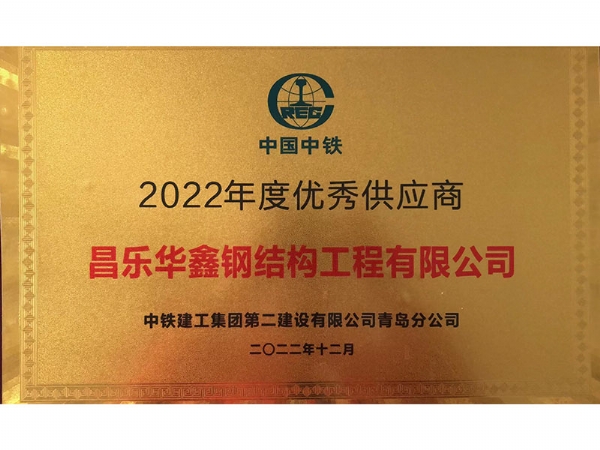 CREC
中国中铁
2022年度优秀供应商
昌乐华鑫钢结构工程有限公司
中铁建工集团第二建设有限公司青岛分公司
二〇二二年十二月